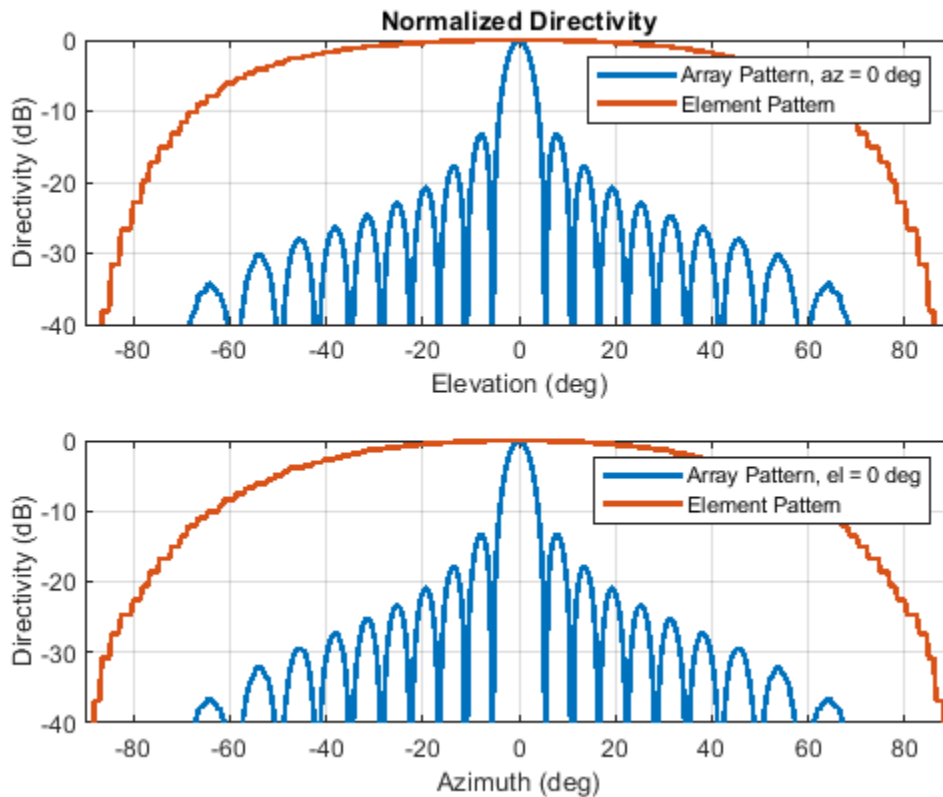 Normalized Directivity
0
-10
-20
-30
-40
Directivity (dB)
Array Pattern, az = 0 deg
Element Pattern
-80 -60 -40 -20 0 20 40 60 80
Elevation (deg)
0
-10
-20
-30
-40
Directivity (dB)
Array Pattern, el = 0 deg
Element Pattern
-80 -60 -40 -20 0 20 40 60 80
Azimuth (deg)